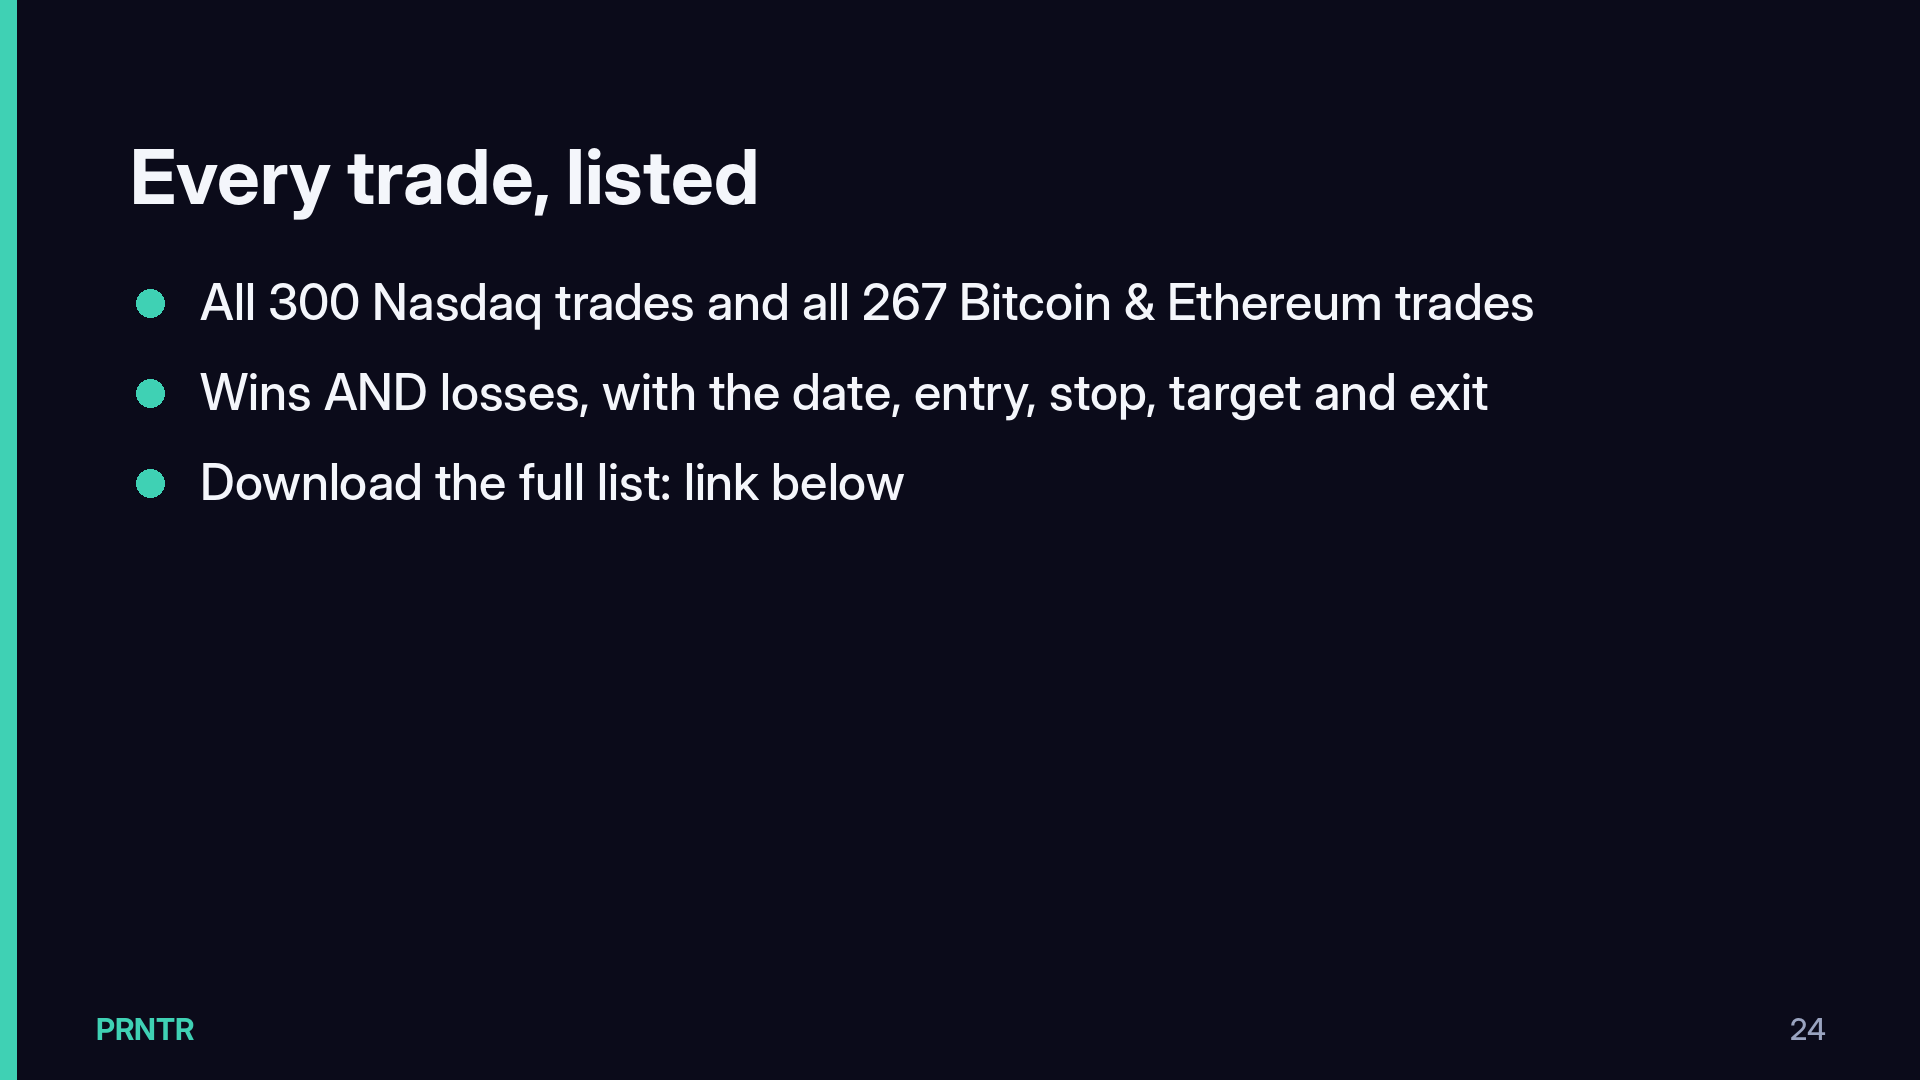 Every trade, listed
All 300 Nasdaq trades and all 267 Bitcoin & Ethereum trades
Wins AND losses, with the date, entry, stop, target and exit
Download the full list: link below
PRNTR
24